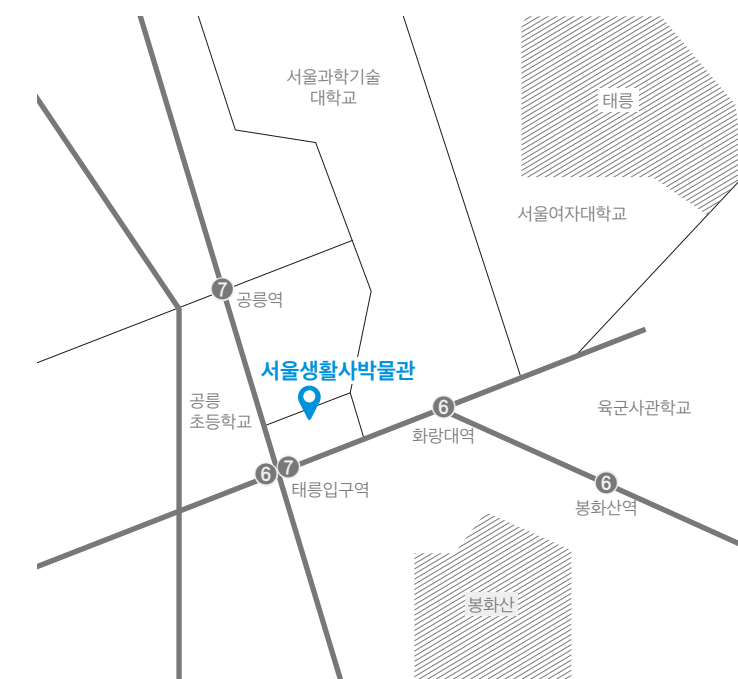 서울과학기술
대학교
태릉
서울여자대학교
7
공릉역
서울생활사박물관
공릉
초등학교
6
화랑대역
육군사관학교
6
7
태릉입구역
6
봉화산역
봉화산